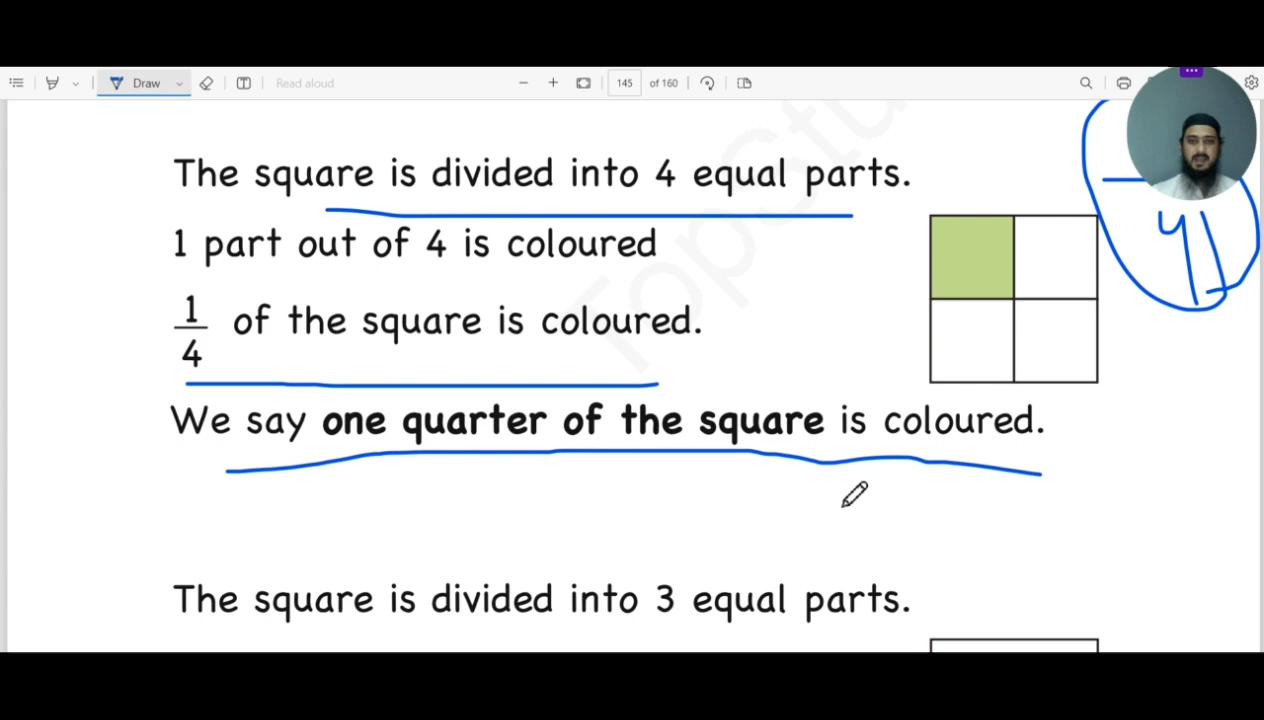 Draw
Read aloud
145 of 160
The square is divided into 4 equal parts.
1 part out of 4 is coloured
1
4 of the square is coloured.
We say one quarter of the square is coloured.
The square is divided into 3 equal parts.
TopStu
4